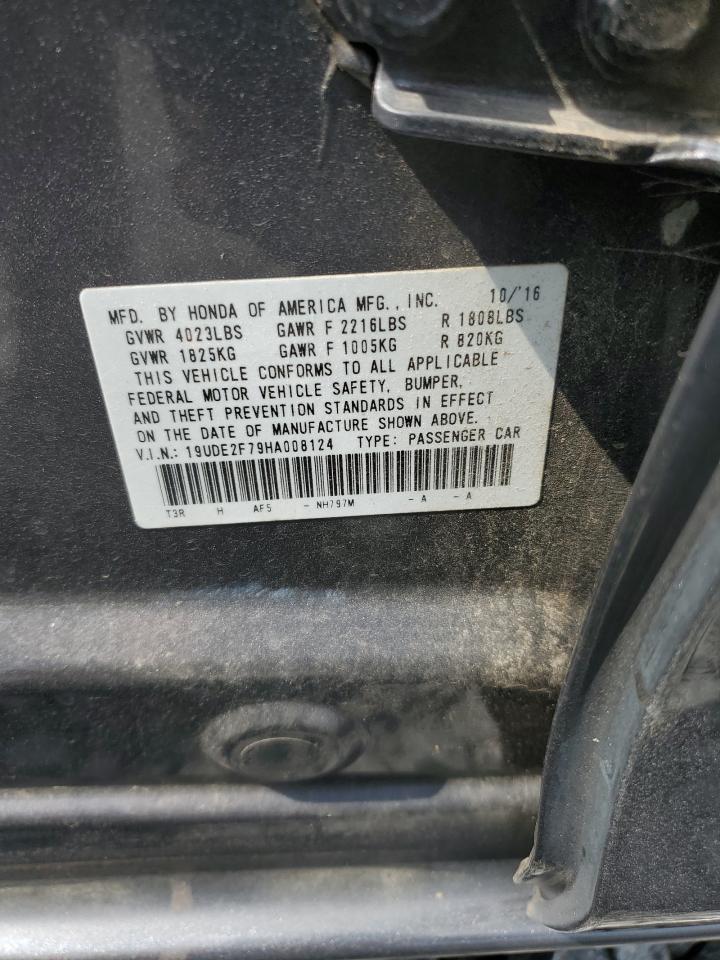 MFD. BY HONDA OF AMERICA MFG., INC. 10/'16
GVWR 4023LBS GAWR F 2216LBS R 1808LBS
GVWR 1825KG GAWR F 1005KG R 820KG
THIS VEHICLE CONFORMS TO ALL APPLICABLE
FEDERAL MOTOR VEHICLE SAFETY, BUMPER,
AND THEFT PREVENTION STANDARDS IN EFFECT
ON THE DATE OF MANUFACTURE SHOWN ABOVE.
V.I.N.: 19UDE2F79HA008124 TYPE: PASSENGER CAR
T3R H AF5 - NH797M - A - A